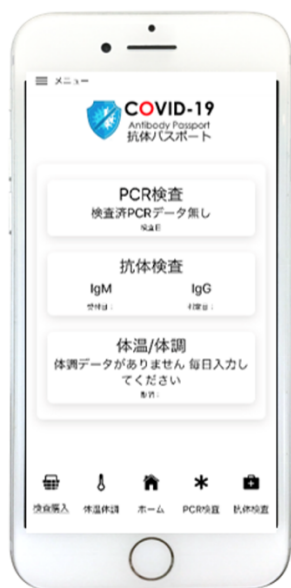 メニュー
COVID-19
Antibody Passport
抗体パスポート
PCR検査
検査済PCRデータ無し
検査日
抗体検査
IgM IgG
体温/体調
体調データがありません 毎日入力し
てください
検査購入 体温体調 ホーム PCR検査 抗体検査